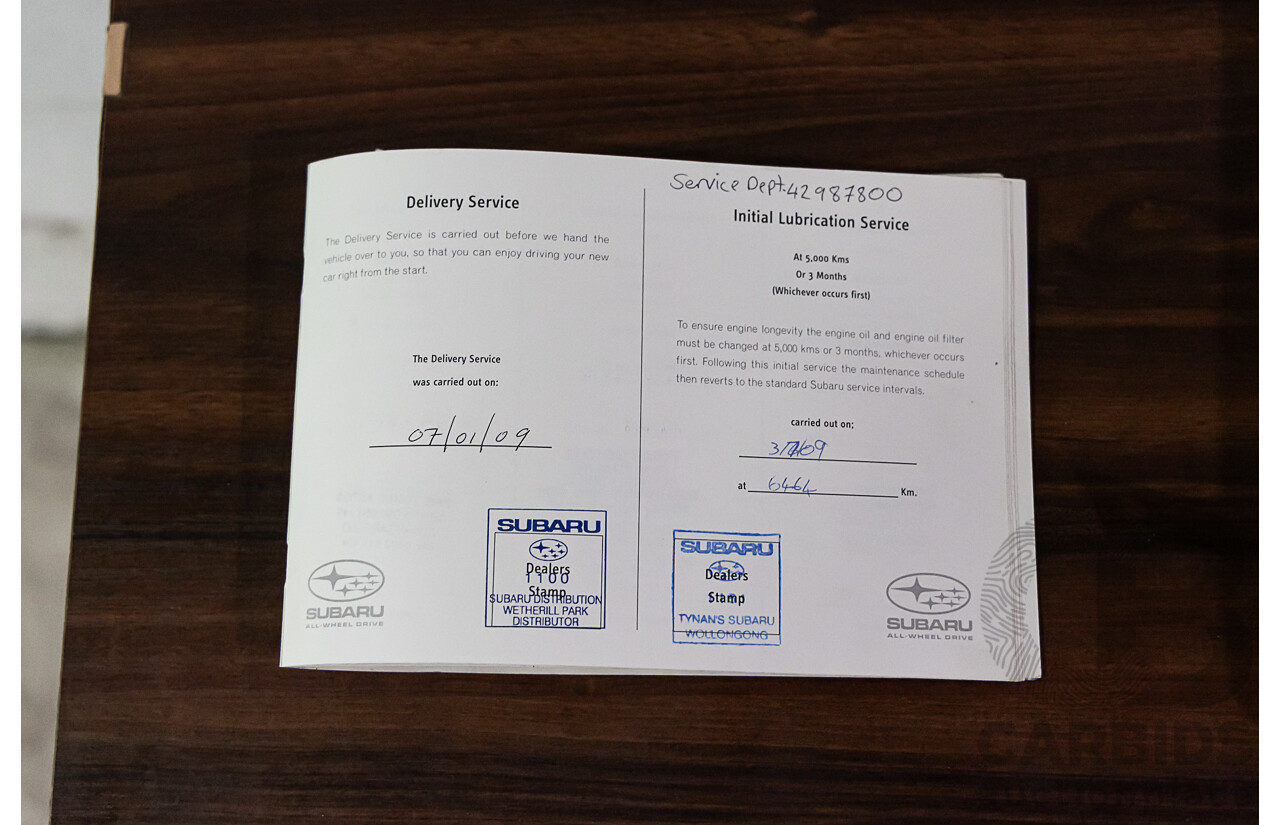 Delivery Service
The Delivery Service is carried out before we hand the
vehicle over to you, so that you can enjoy driving your new
car right from the start.
The Delivery Service
was carried out on:
07/01/09
SUBARU
Dealers
1100
Stamp
SUBARU DISTRIBUTION
WETHERILL PARK
DISTRIBUTOR
SUBARU
ALL-WHEEL DRIVE
Service Dept. 42987800
Initial Lubrication Service
At 5,000 Kms
Or 3 Months
(Whichever occurs first)
To ensure engine longevity the engine oil and engine oil filter
must be changed at 5,000 kms or 3 months, whichever occurs
first. Following this initial service the maintenance schedule
then reverts to the standard Subaru service intervals.
carried out on;
at 6464 Km.
SUBARU
Dealers
Stamp
TYNAN'S SUBARU
WOLLONGONG
SUBARU
ALL-WHEEL DRIVE
CARBIDS